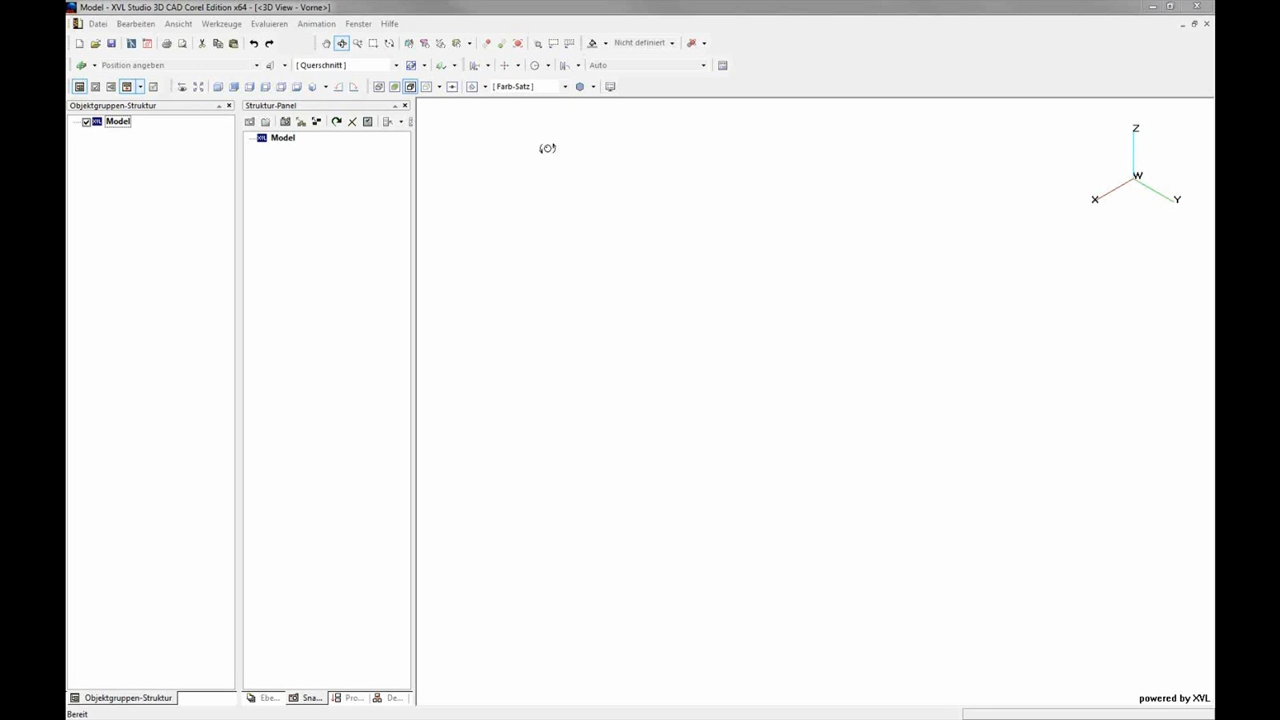 Model - XVL Studio 3D CAD Corel Edition x64 - [<3D View - Vorne>]
Datei Bearbeiten Ansicht Werkzeuge Evaluieren Animation Fenster Hilfe
Nicht definiert
Position angeben [ Querschnitt ] Auto
[ Farb-Satz ]
Objektgruppen-Struktur Struktur-Panel
Model
Model
Z
W
X Y
powered by XVL
Objektgruppen-Struktur Ebe... Sna... Pro... De...
Bereit